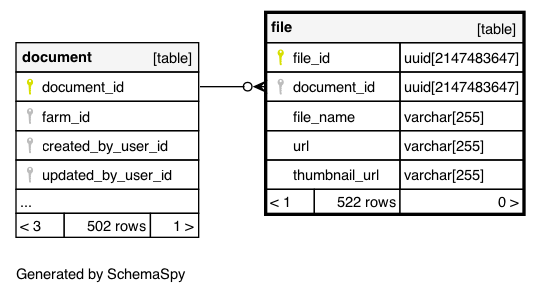 document [table]
document_id
farm_id
created_by_user_id
updated_by_user_id
...
< 3 502 rows 1 >
file [table]
file_id uuid[2147483647]
document_id uuid[2147483647]
file_name varchar[255]
url varchar[255]
thumbnail_url varchar[255]
< 1 522 rows 0 >
Generated by SchemaSpy